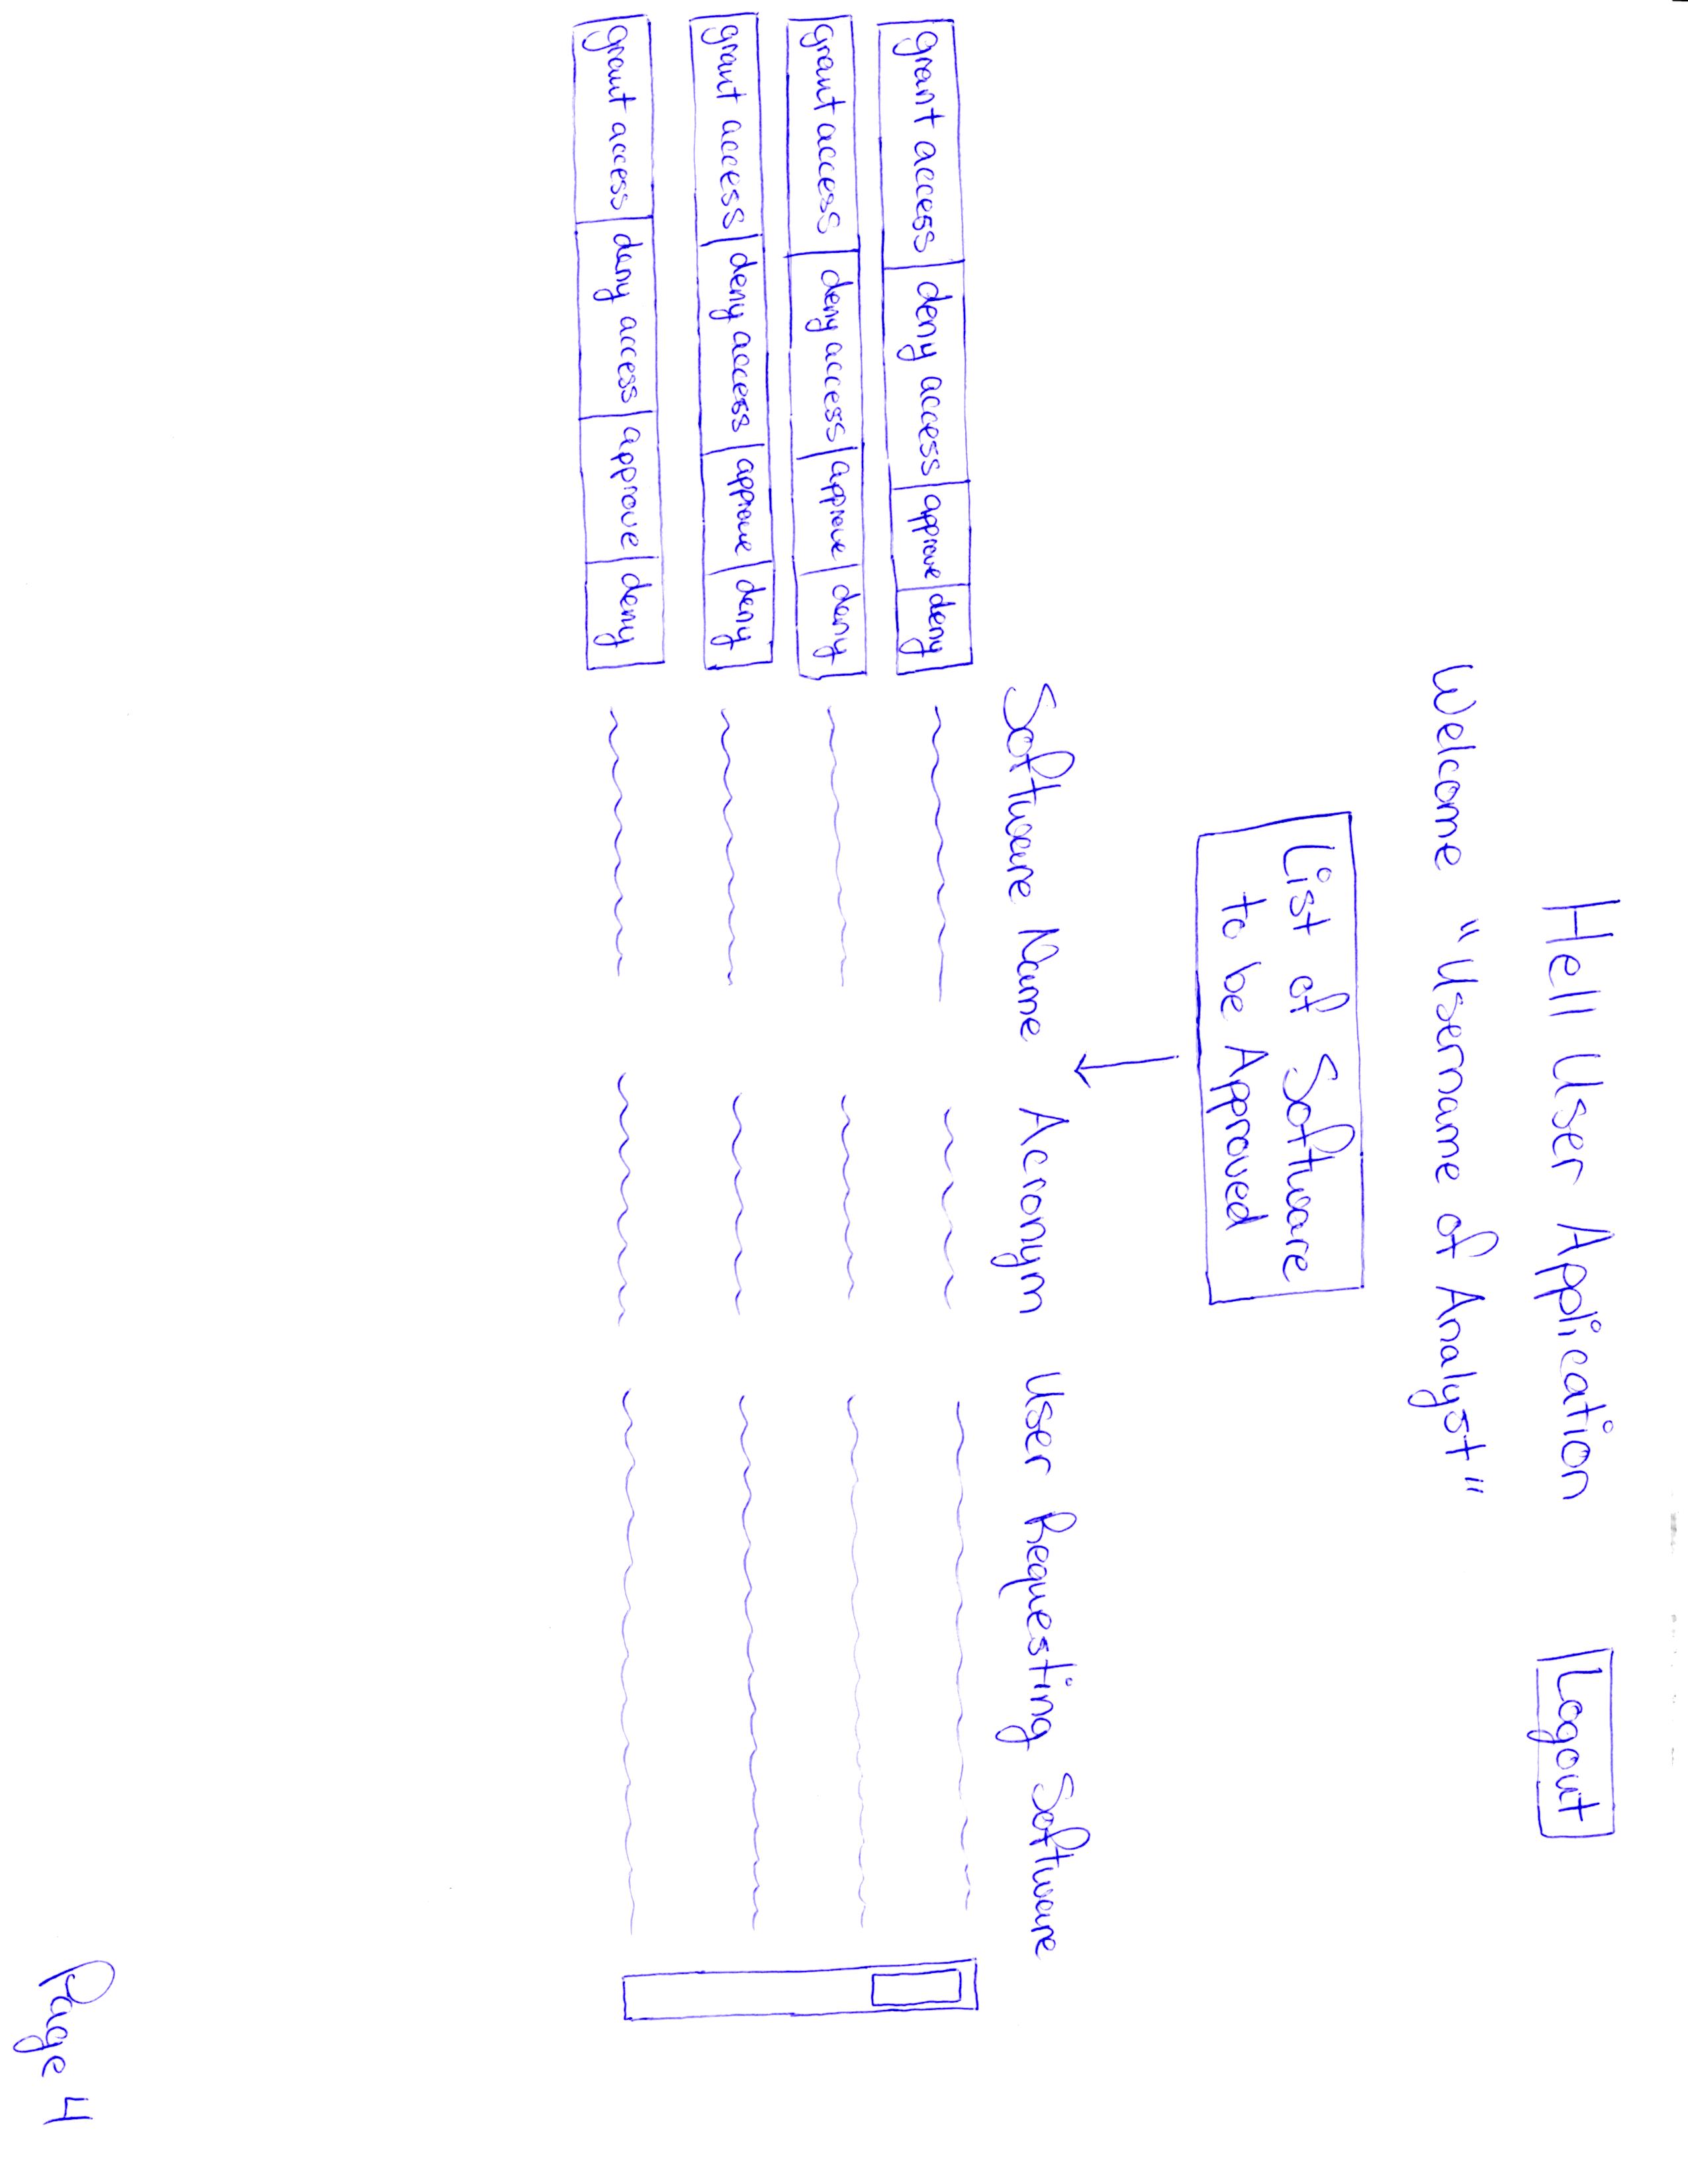 Hell User Application
Logout
Welcome "Username of Analyst"
List of Software
to be Approved
Software Name Acronym User Requesting Software
grant access deny access approve deny
grant access deny access approve deny
grant access deny access approve deny
grant access deny access approve deny
Page 4